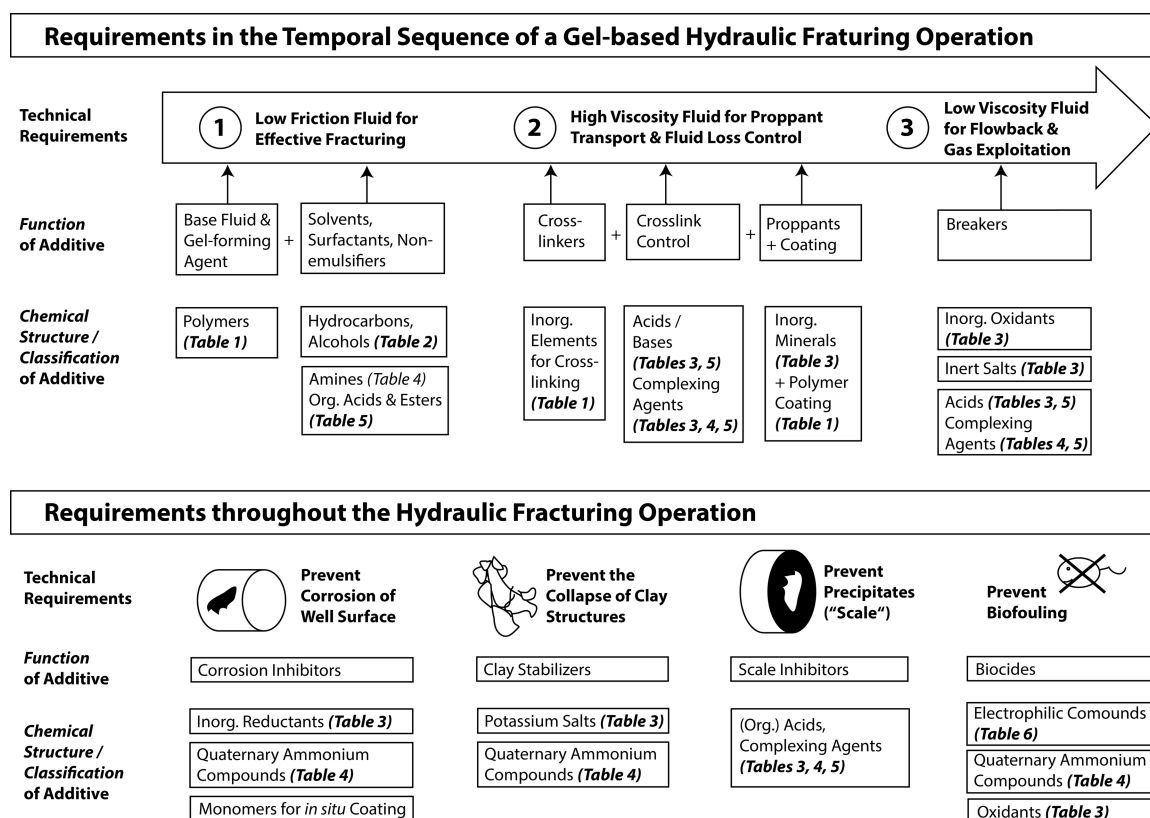 Requirements in the Temporal Sequence of a Gel-based Hydraulic Fraturing Operation
Technical
Requirements
1
Low Friction Fluid for
Effective Fracturing
2
High Viscosity Fluid for Proppant
Transport & Fluid Loss Control
3
Low Viscosity Fluid
for Flowback &
Gas Exploitation
Function
of Additive
Base Fluid &
Gel-forming
Agent
+
Solvents,
Surfactants, Non-
emulsifiers
Cross-
linkers
+
Crosslink
Control
+
Proppants
+ Coating
Breakers
Chemical
Structure /
Classification
of Additive
Polymers
(Table 1)
Hydrocarbons,
Alcohols (Table 2)
Amines (Table 4)
Org. Acids & Esters
(Table 5)
Inorg.
Elements
for Cross-
linking
(Table 1)
Acids /
Bases
(Tables 3, 5)
Complexing
Agents
(Tables 3, 4, 5)
Inorg.
Minerals
(Table 3)
+ Polymer
Coating
(Table 1)
Inorg. Oxidants
(Table 3)
Inert Salts (Table 3)
Acids (Tables 3, 5)
Complexing
Agents (Tables 4, 5)
Requirements throughout the Hydraulic Fracturing Operation
Technical
Requirements
Prevent
Corrosion of
Well Surface
Prevent the
Collapse of Clay
Structures
Prevent
Precipitates
("Scale“)
Prevent
Biofouling
Function
of Additive
Corrosion Inhibitors
Clay Stabilizers
Scale Inhibitors
Biocides
Chemical
Structure /
Classification
of Additive
Inorg. Reductants (Table 3)
Quaternary Ammonium
Compounds (Table 4)
Monomers for in situ Coating
Potassium Salts (Table 3)
Quaternary Ammonium
Compounds (Table 4)
(Org.) Acids,
Complexing Agents
(Tables 3, 4, 5)
Electrophilic Comounds
(Table 6)
Quaternary Ammonium
Compounds (Table 4)
Oxidants (Table 3)